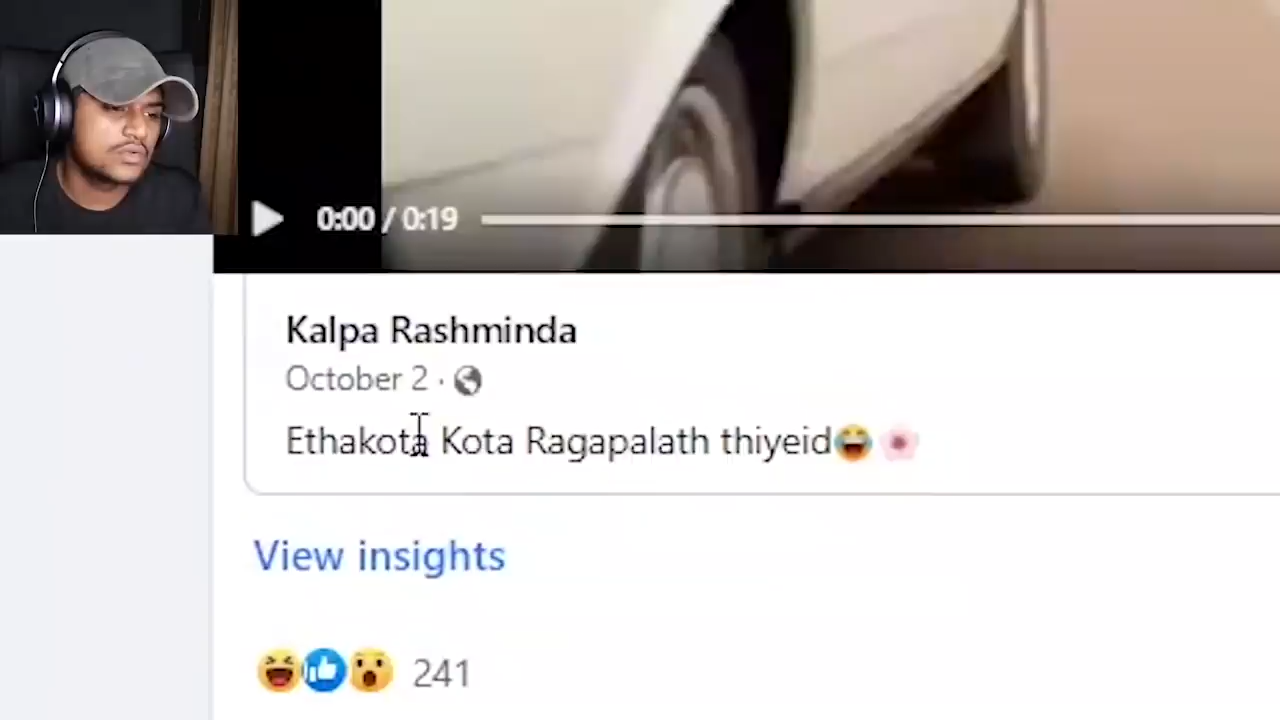 0:00 / 0:19
Kalpa Rashminda
October 2 ·
Ethakota Kota Ragapalath thiyeid😂🌸
View insights
241